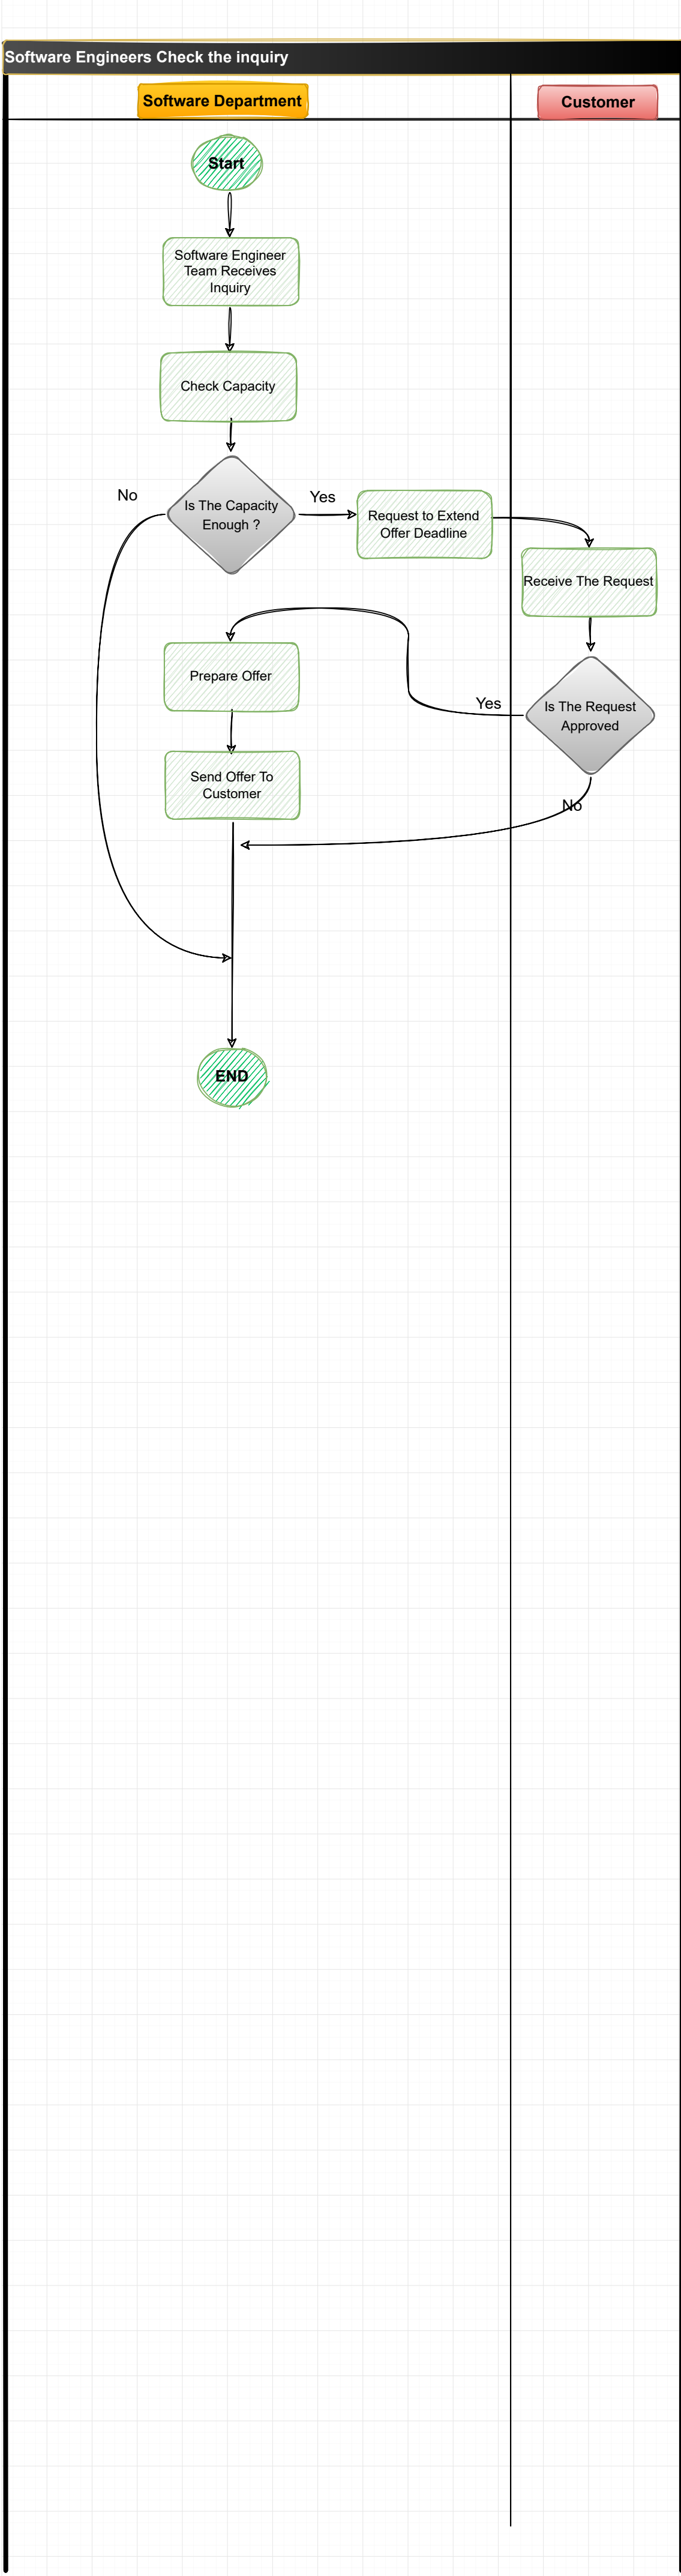 Software Engineers Check the inquiry
Software Department
Customer
Start
Software Engineer
Team Receives
Inquiry
Check Capacity
No
Is The Capacity
Enough ?
Yes
Request to Extend
Offer Deadline
Receive The Request
Prepare Offer
Yes
Is The Request
Approved
Send Offer To
Customer
No
END